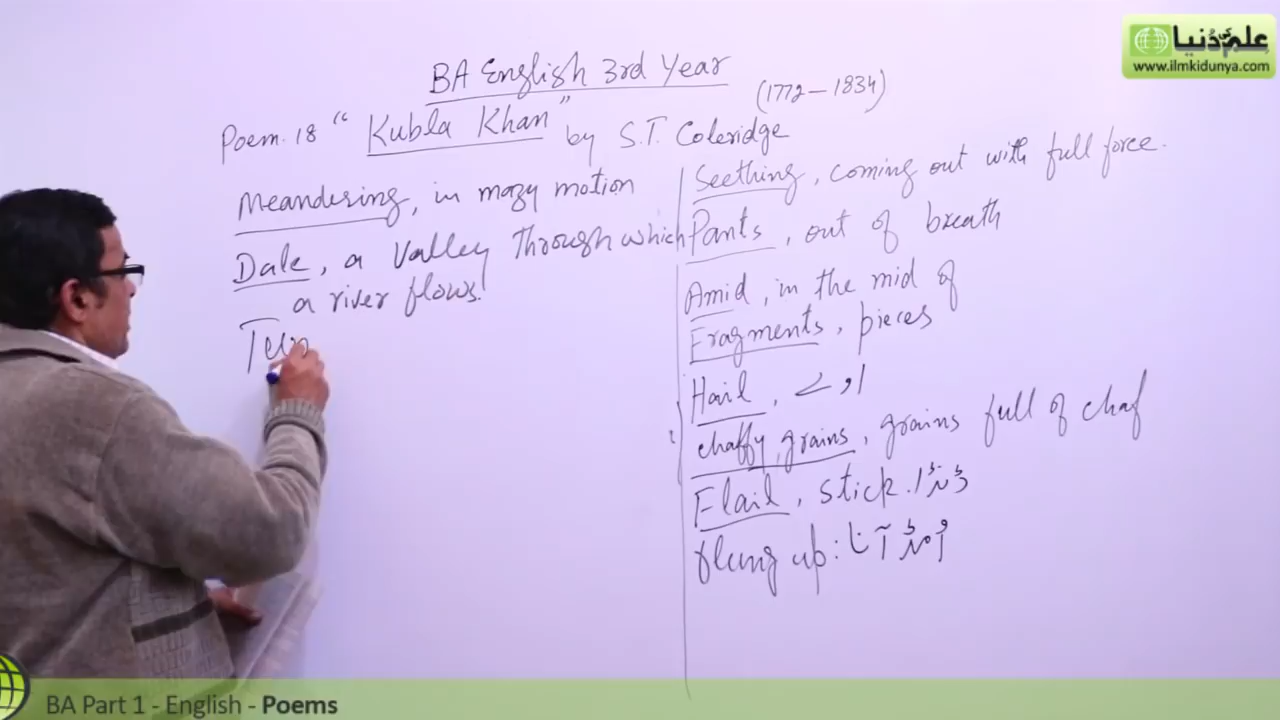 علم کی دُنیا
www.ilmkidunya.com
BA English 3rd Year
(1772 – 1834)
Poem. 18 "Kubla Khan" by S.T. Coleridge
Meandering, in mazy motion
Dale, a valley through which
a river flows.
Seething, coming out with full force.
Pants, out of breath
Amid, in the mid of
Fragments, pieces
Hail, اولے
chaffy grains, grains full of chaf
Flail, stick. ڈنڈا
flung up: اُمڈ آنا
BA Part 1 - English - Poems